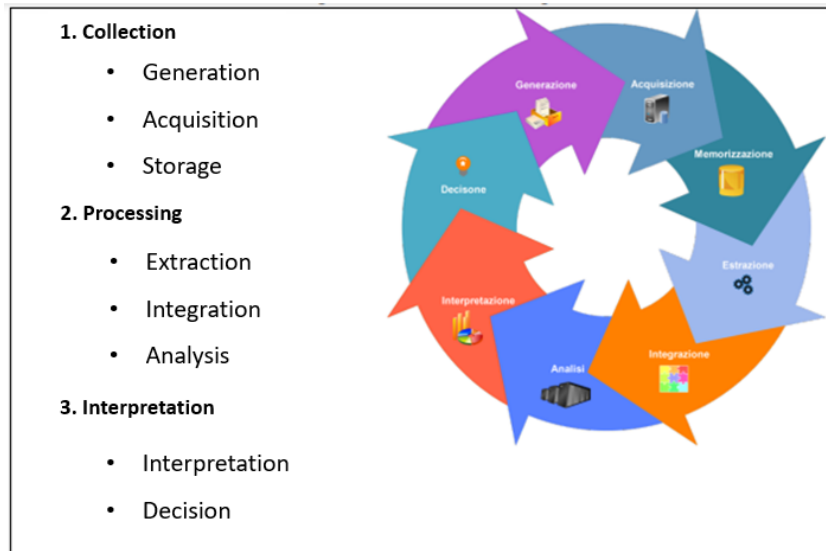 1. Collection
• Generation
• Acquisition
• Storage
2. Processing
• Extraction
• Integration
• Analysis
3. Interpretation
• Interpretation
• Decision
Generazione
Acquisizione
Memorizzazione
Estrazione
Integrazione
Analisi
Interpretazione
Decisone